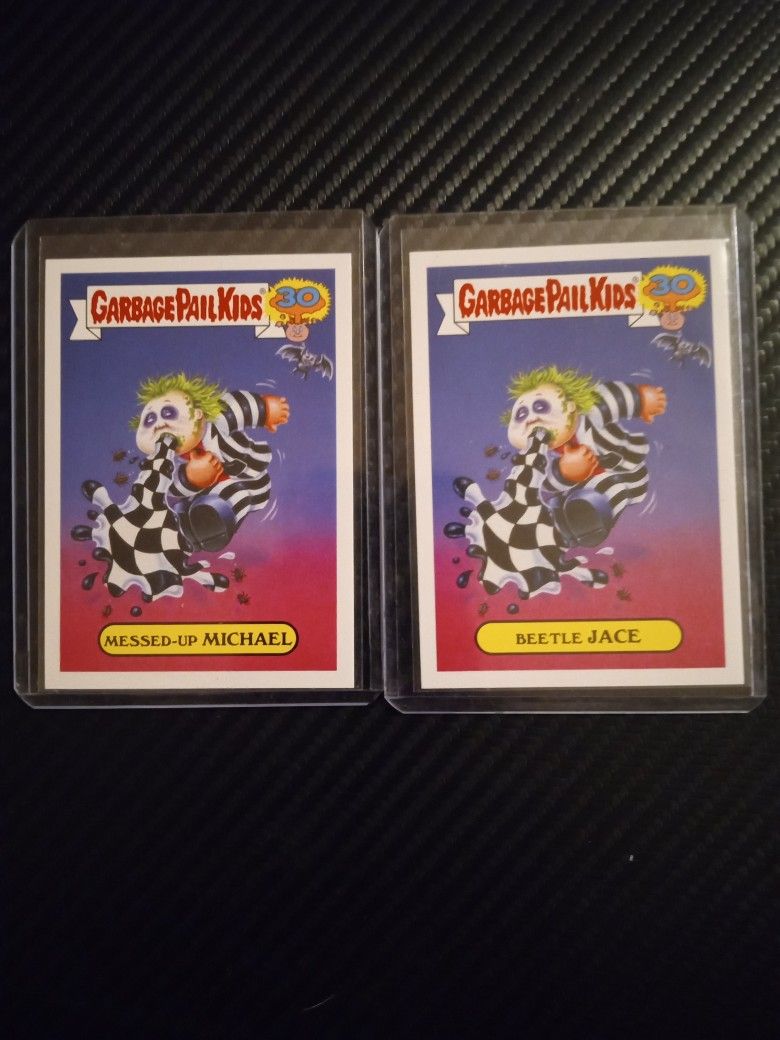 GARBAGE PAIL KIDS® 30
MESSED-UP MICHAEL
GARBAGE PAIL KIDS® 30
BEETLE JACE